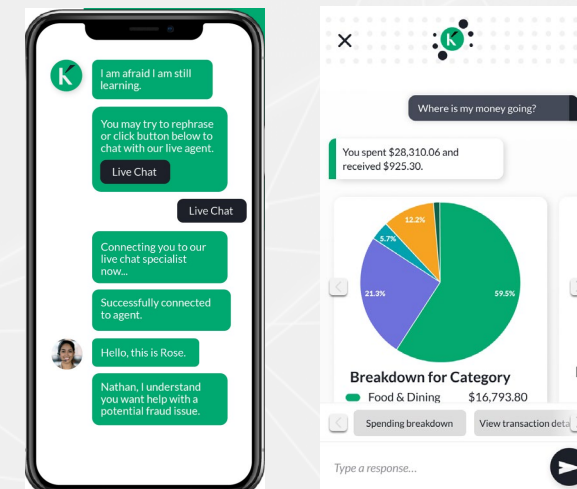 K
I am afraid I am still
learning.
You may try to rephrase
or click button below to
chat with our live agent.
Live Chat
Live Chat
Connecting you to our
live chat specialist
now...
Successfully connected
to agent.
Hello, this is Rose.
Nathan, I understand
you want help with a
potential fraud issue.
K
Where is my money going?
You spent $28,310.06 and
received $925.30.
12.2%
5.7%
21.3%
59.5%
Breakdown for Category
Food & Dining $16,793.80
Spending breakdown
View transaction deta
Type a response...